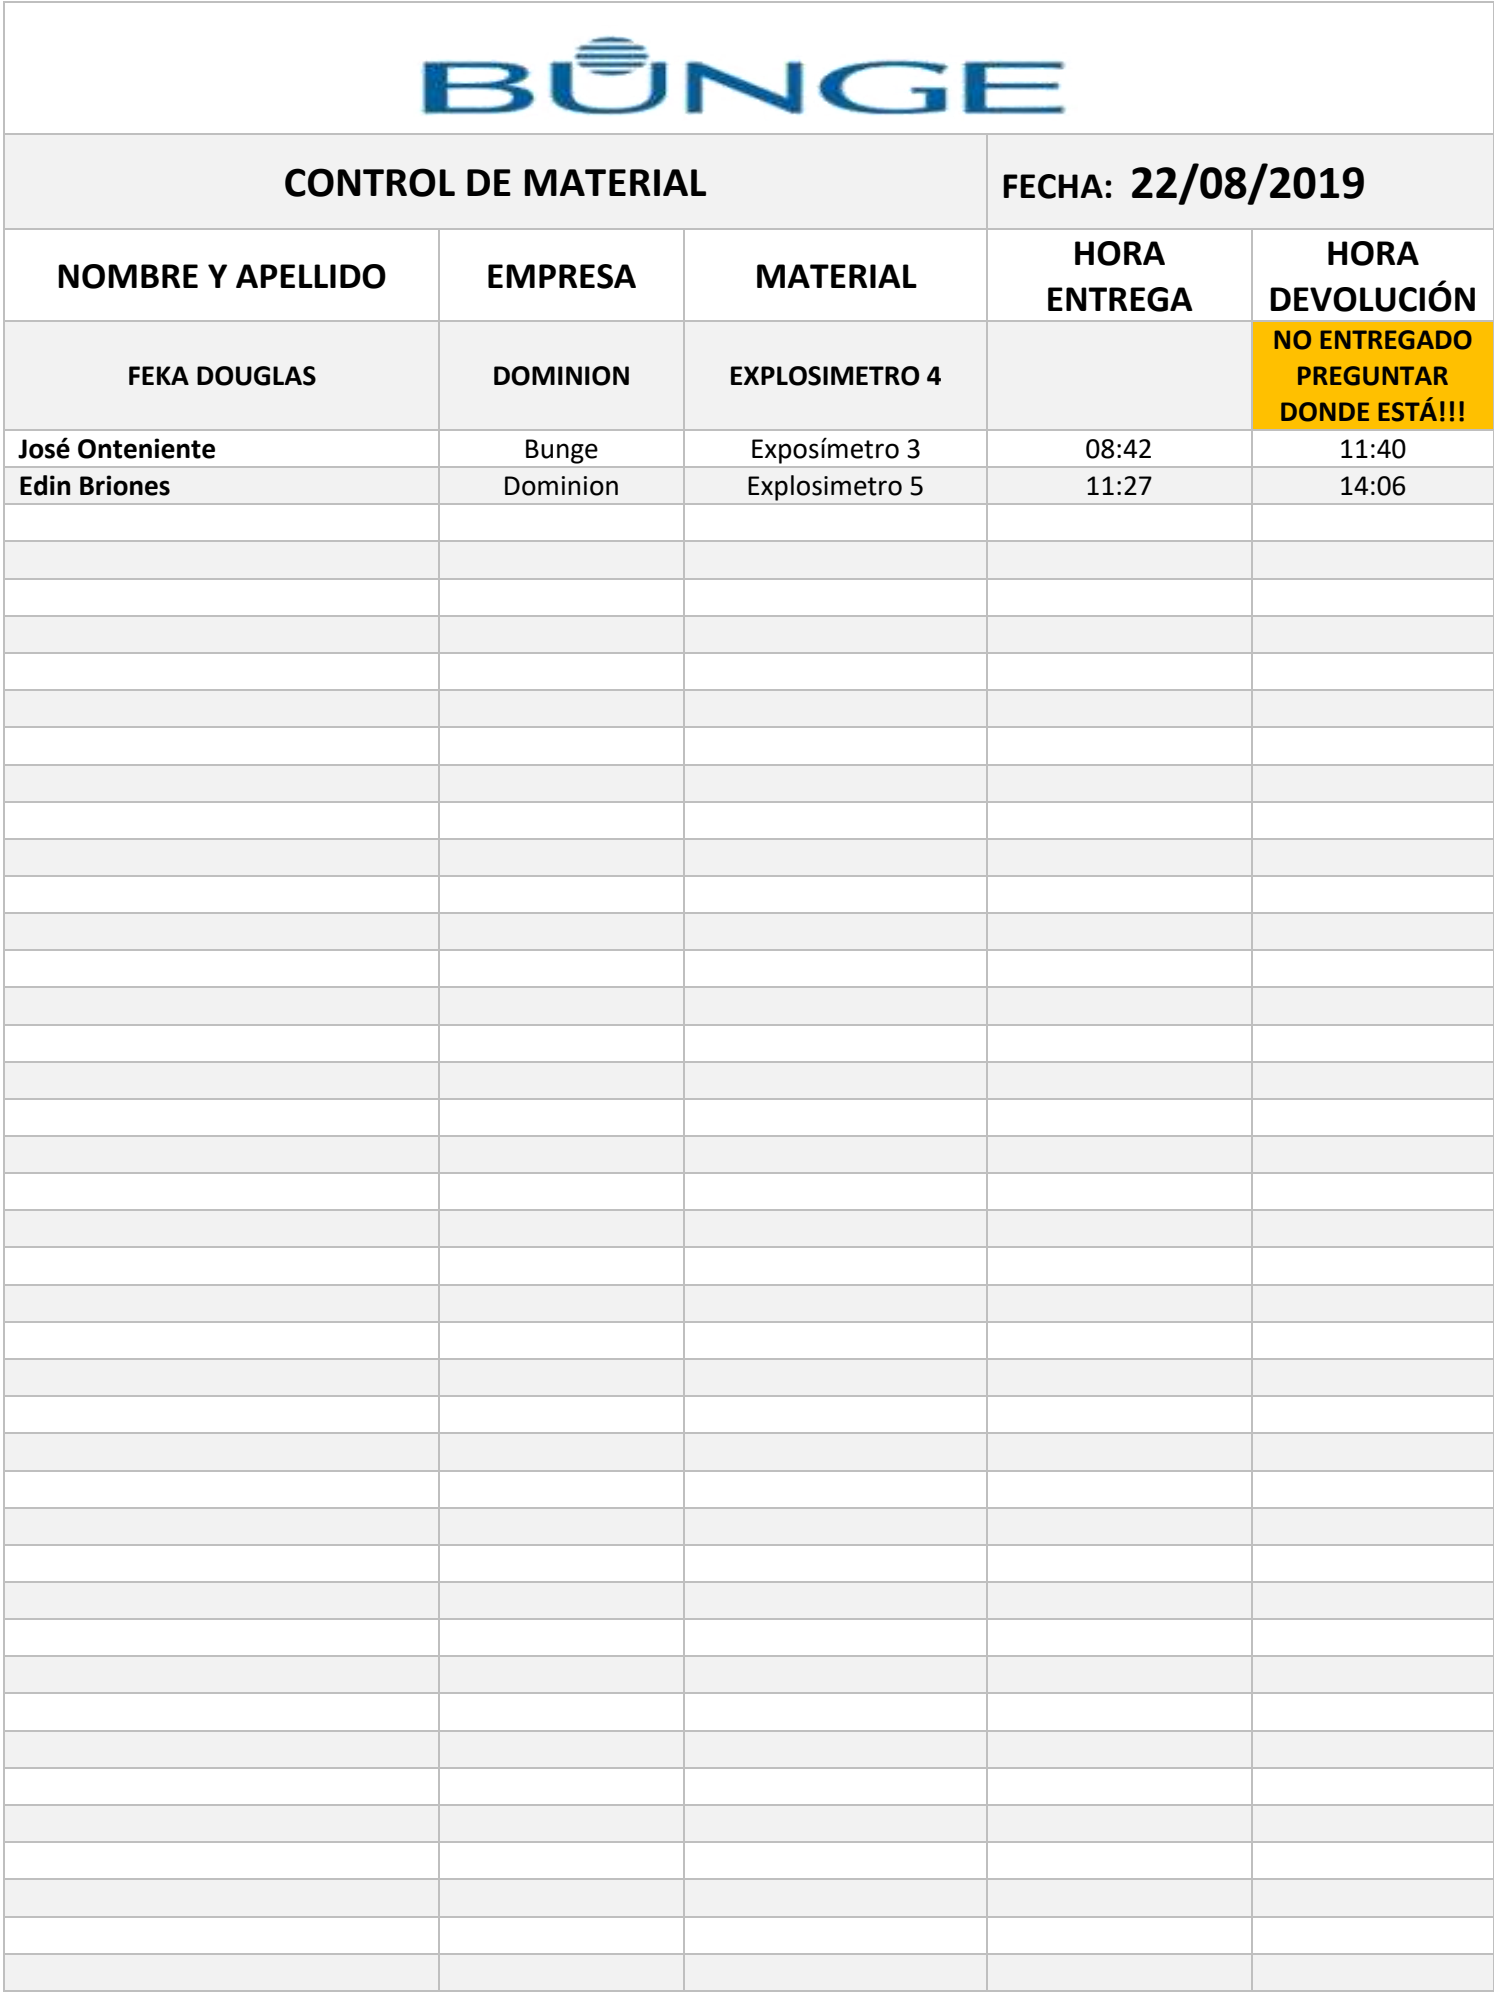 BUNGE
CONTROL DE MATERIAL
FECHA: 22/08/2019
NOMBRE Y APELLIDO
EMPRESA
MATERIAL
HORA
ENTREGA
HORA
DEVOLUCIÓN
FEKA DOUGLAS
DOMINION
EXPLOSIMETRO 4
NO ENTREGADO
PREGUNTAR
DONDE ESTÁ!!!
José Onteniente Bunge Exposímetro 3 08:42 11:40
Edin Briones Dominion Explosimetro 5 11:27 14:06